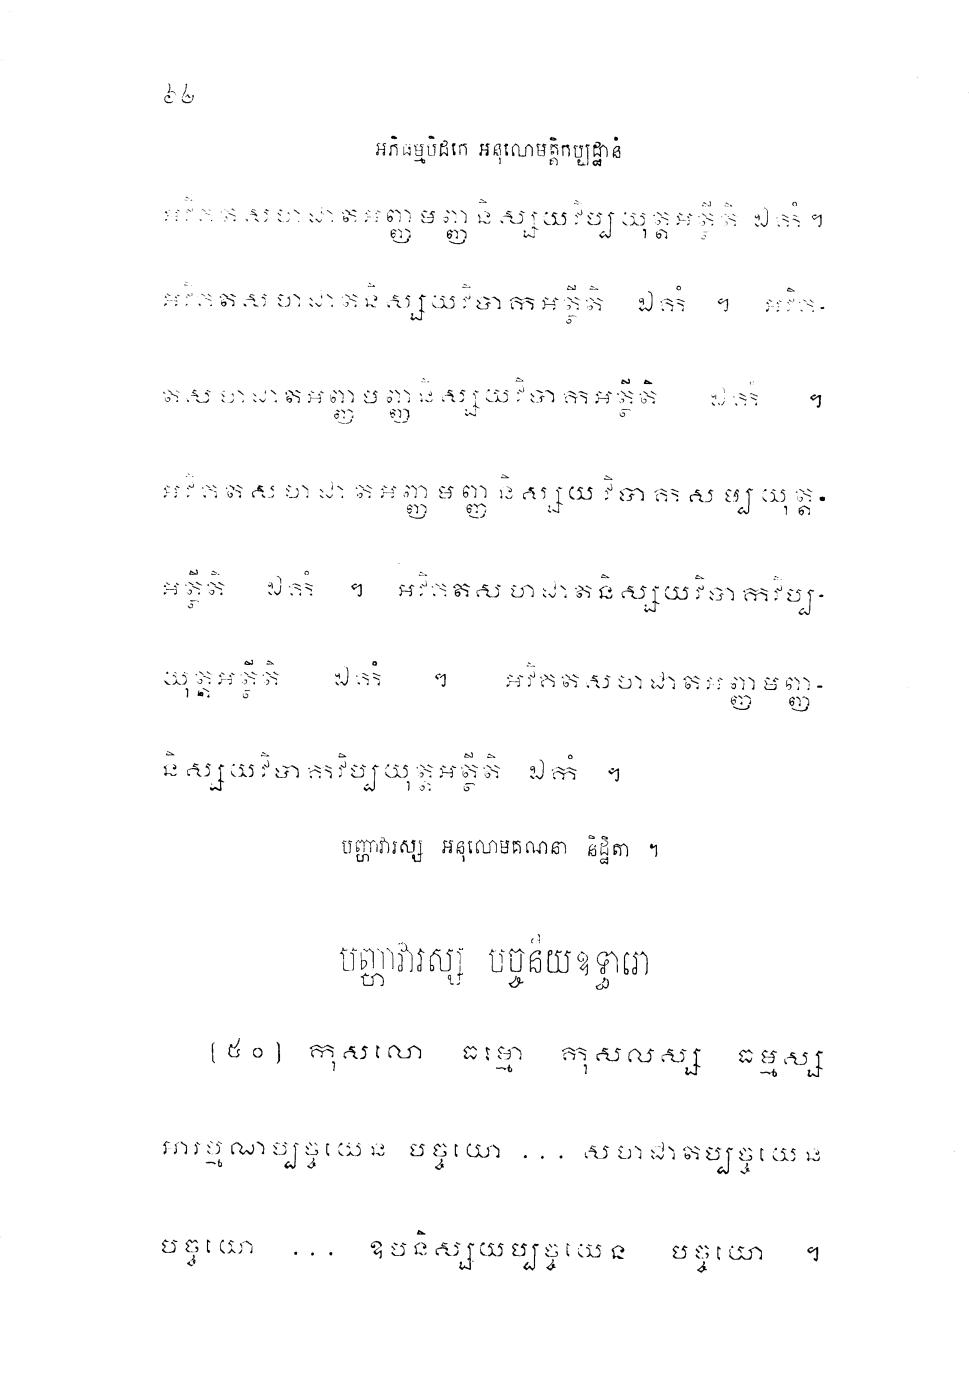 ៦៤
អភិធម្មបិដកេ អនុលោមត្តិកប្បដ្ឋានំ
អវិគតសហជាតអញ្ញមញ្ញនិស្សយវិប្បយុត្តអត្ថីតិ ឯកំ ។
អវិគតសហជាតនិស្សយវិបាកអត្ថីតិ ឯកំ ។ អវិគ-
តសហជាតអញ្ញមញ្ញនិស្សយវិបាកអត្ថីតិ ឯកំ ។
អវិគតសហជាតអញ្ញមញ្ញនិស្សយវិបាកសម្បយុត្ត-
អត្ថីតិ ឯកំ ។ អវិគតសហជាតនិស្សយវិបាកវិប្ប-
យុត្តអត្ថីតិ ឯកំ ។ អវិគតសហជាតអញ្ញមញ្ញ-
និស្សយវិបាកវិប្បយុត្តអត្ថីតិ ឯកំ ។
បញ្ហាវារស្ស អនុលោមគណនា និដ្ឋិតា ។
បញ្ហាវារស្ស បច្ចនីយឧទ្ធារោ
[៥០] កុសលោ ធម្មោ កុសលស្ស ធម្មស្ស
អារម្មណប្បច្ចយេន បច្ចយោ ... សហជាតប្បច្ចយេន
បច្ចយោ ... ឧបនិស្សយប្បច្ចយេន បច្ចយោ ។